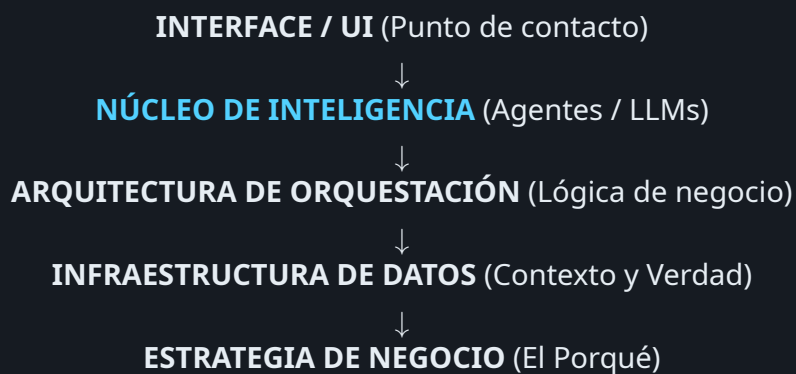 INTERFACE / UI (Punto de contacto)
↓
NÚCLEO DE INTELIGENCIA (Agentes / LLMs)
↓
ARQUITECTURA DE ORQUESTACIÓN (Lógica de negocio)
↓
INFRAESTRUCTURA DE DATOS (Contexto y Verdad)
↓
ESTRATEGIA DE NEGOCIO (El Porqué)